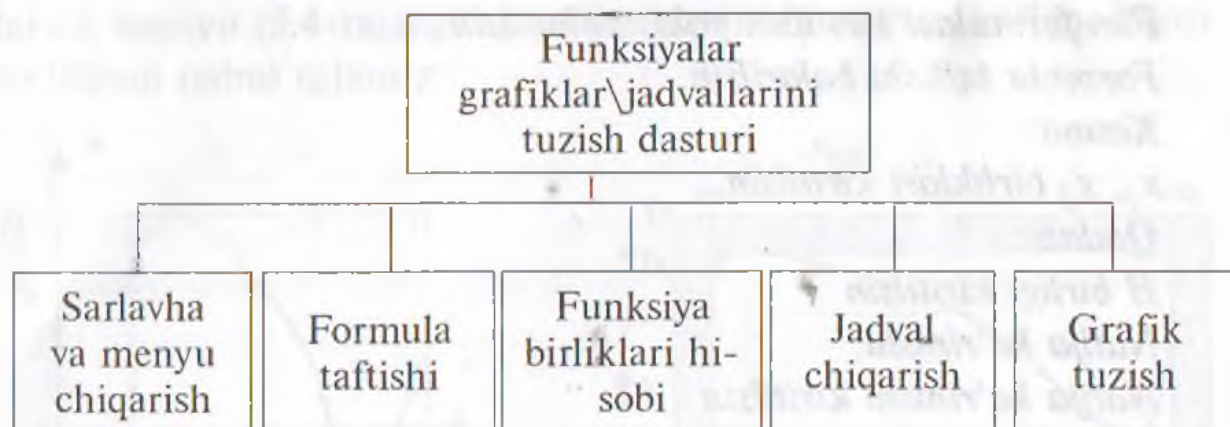 Funksiyalar
grafiklar\jadvallarini
tuzish dasturi
Sarlavha
va menyu
chiqarish
Formula
taftishi
Funksiya
birliklari hi-
sobi
Jadval
chiqarish
Grafik
tuzish